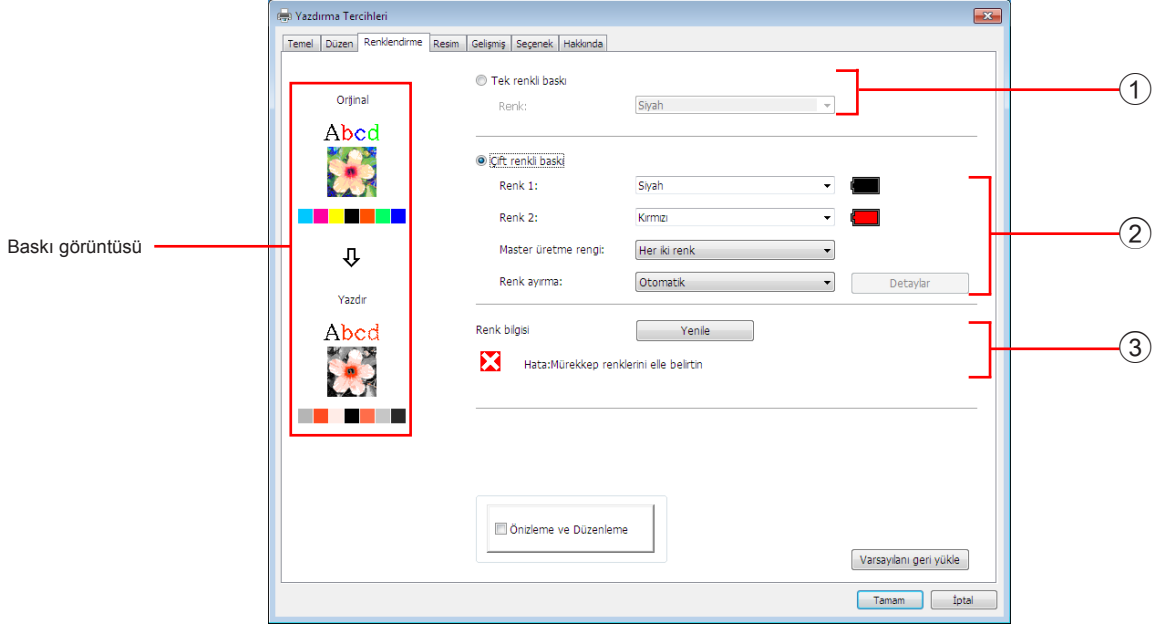 Yazdırma Tercihleri
Temel Düzen Renklendirme Resim Gelişmiş Seçenek Hakkında
Orijinal
Abcd
Yazdır
Abcd
Baskı görüntüsü
Tek renkli baskı
Renk: Siyah
1
Çift renkli baskı
Renk 1: Siyah
Renk 2: Kırmızı
Master üretme rengi: Her iki renk
Renk ayırma: Otomatik Detaylar
2
Renk bilgisi Yenile
Hata:Mürekkep renklerini elle belirtin
3
Önizleme ve Düzenleme
Varsayılanı geri yükle
Tamam İptal